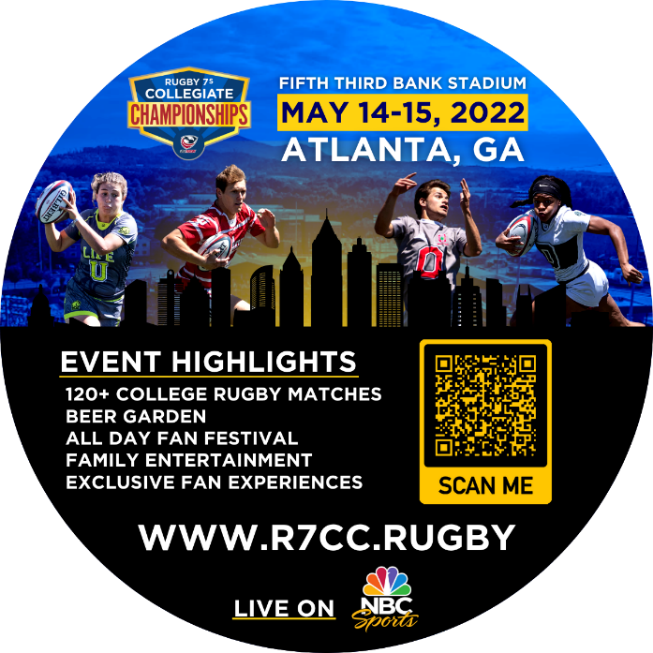 RUGBY 7s
COLLEGIATE
CHAMPIONSHIPS
FIFTH THIRD BANK STADIUM
MAY 14-15, 2022
ATLANTA, GA
GILBERT
LIFE
U
EVENT HIGHLIGHTS
120+ COLLEGE RUGBY MATCHES
BEER GARDEN
ALL DAY FAN FESTIVAL
FAMILY ENTERTAINMENT
EXCLUSIVE FAN EXPERIENCES
SCAN ME
WWW.R7CC.RUGBY
LIVE ON
NBC
Sports